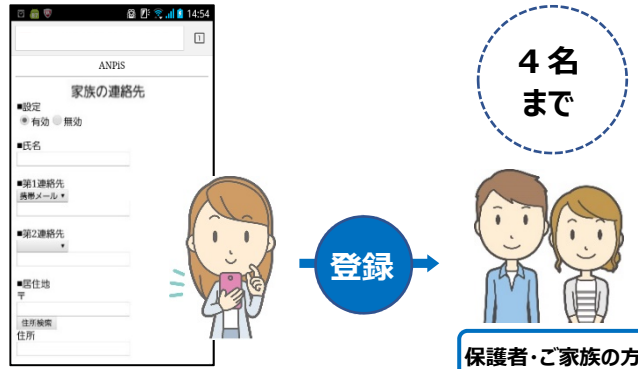 14:54
1
ANPiS
家族の連絡先
■設定
有効 無効
■氏名
■第1連絡先
携帯メール
■第2連絡先
■居住地
〒
住所検索
住所
登録
4名
まで
保護者・ご家族の方